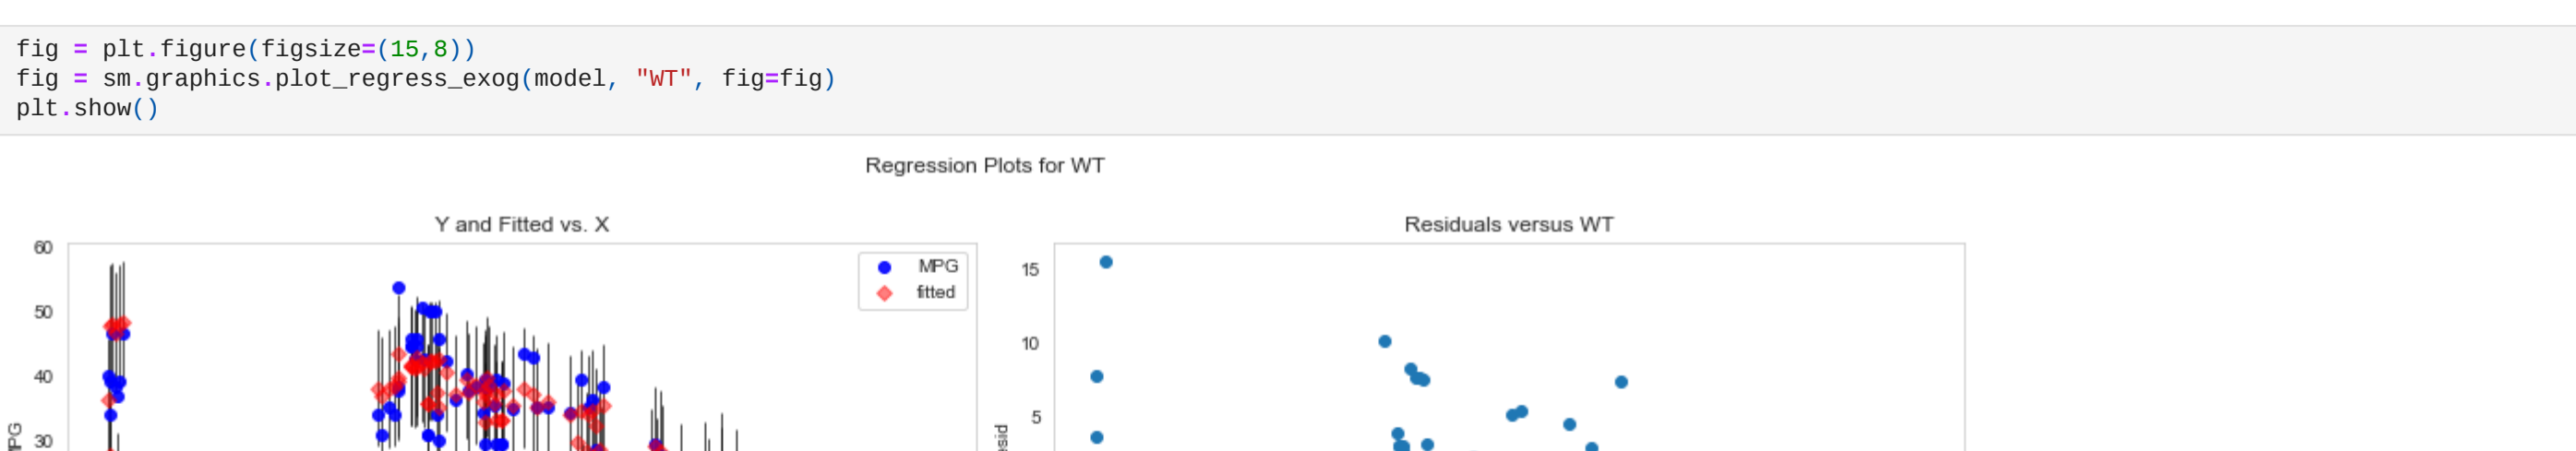 fig = plt.figure(figsize=(15,8))
fig = sm.graphics.plot_regress_exog(model, "WT", fig=fig)
plt.show()
Regression Plots for WT
Y and Fitted vs. X
60
50
40
30
MPG
fitted
Residuals versus WT
15
10
5